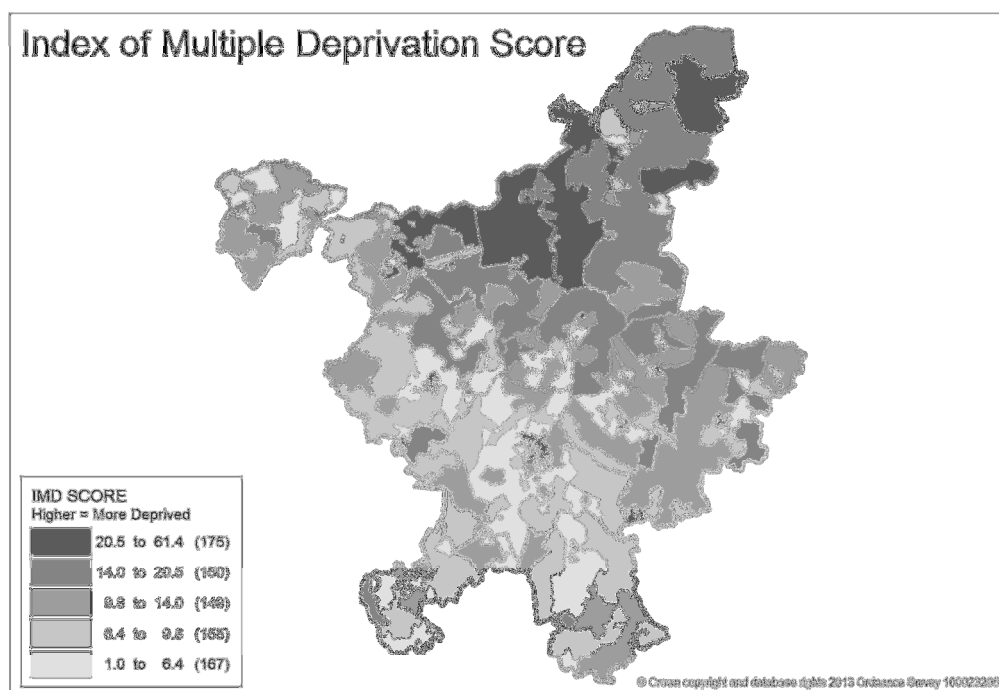 Index of Multiple Deprivation Score
IMD SCORE
Higher = More Deprived
20.5 to 61.4 (175)
14.0 to 20.5 (150)
9.8 to 14.0 (149)
6.4 to 9.8 (155)
1.0 to 6.4 (167)
© Crown copyright and database rights 2013 Ordnance Survey